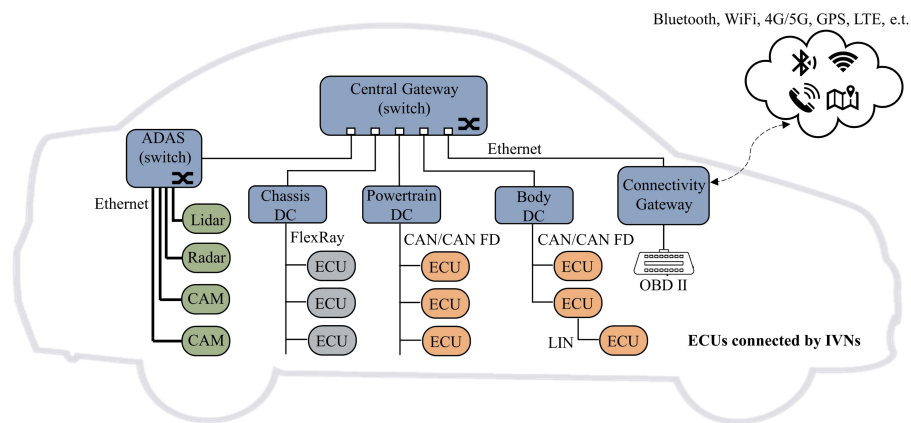 Bluetooth, WiFi, 4G/5G, GPS, LTE, e.t.
Central Gateway
(switch)
ADAS
(switch)
Ethernet
Ethernet
Chassis
DC
Powertrain
DC
Body
DC
Connectivity
Gateway
Lidar
Radar
CAM
CAM
FlexRay
ECU
ECU
ECU
CAN/CAN FD
ECU
ECU
ECU
CAN/CAN FD
ECU
ECU
LIN
ECU
OBD II
ECUs connected by IVNs